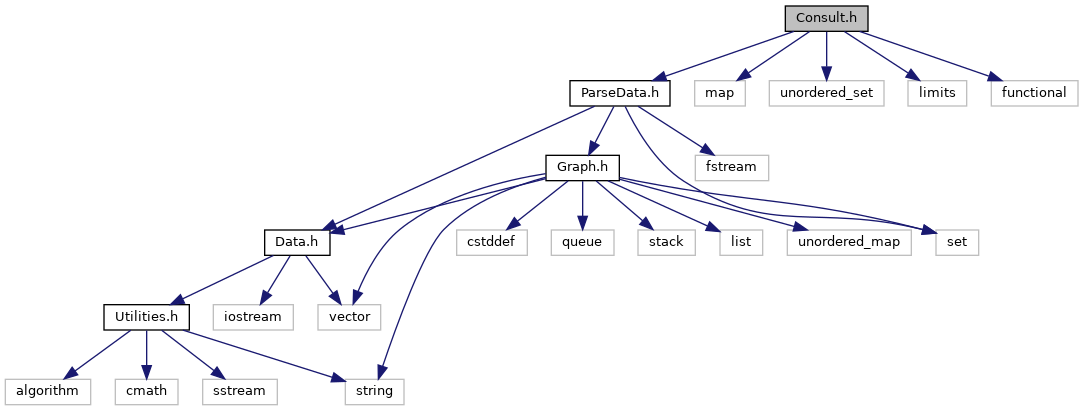 Consult.h
ParseData.h
map
unordered_set
limits
functional
Graph.h
fstream
Data.h
cstddef
queue
stack
list
unordered_map
set
Utilities.h
iostream
vector
algorithm
cmath
sstream
string